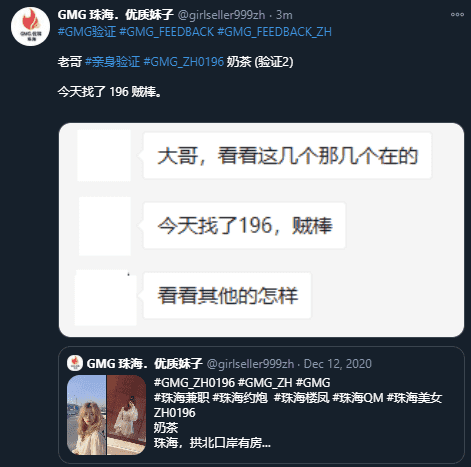 GMG 珠海．优质妹子 @girlseller999zh · 3m
#GMG验证 #GMG_FEEDBACK #GMG_FEEDBACK_ZH
老哥 #亲身验证 #GMG_ZH0196 奶茶 (验证2)
今天找了 196 贼棒。
大哥，看看这几个那几个在的
今天找了196，贼棒
看看其他的怎样
GMG 珠海．优质妹子 @girlseller999zh · Dec 12, 2020
#GMG_ZH0196 #GMG_ZH #GMG
#珠海兼职 #珠海约炮 #珠海楼凤 #珠海QM #珠海美女
ZH0196
奶茶
珠海，拱北口岸有房...